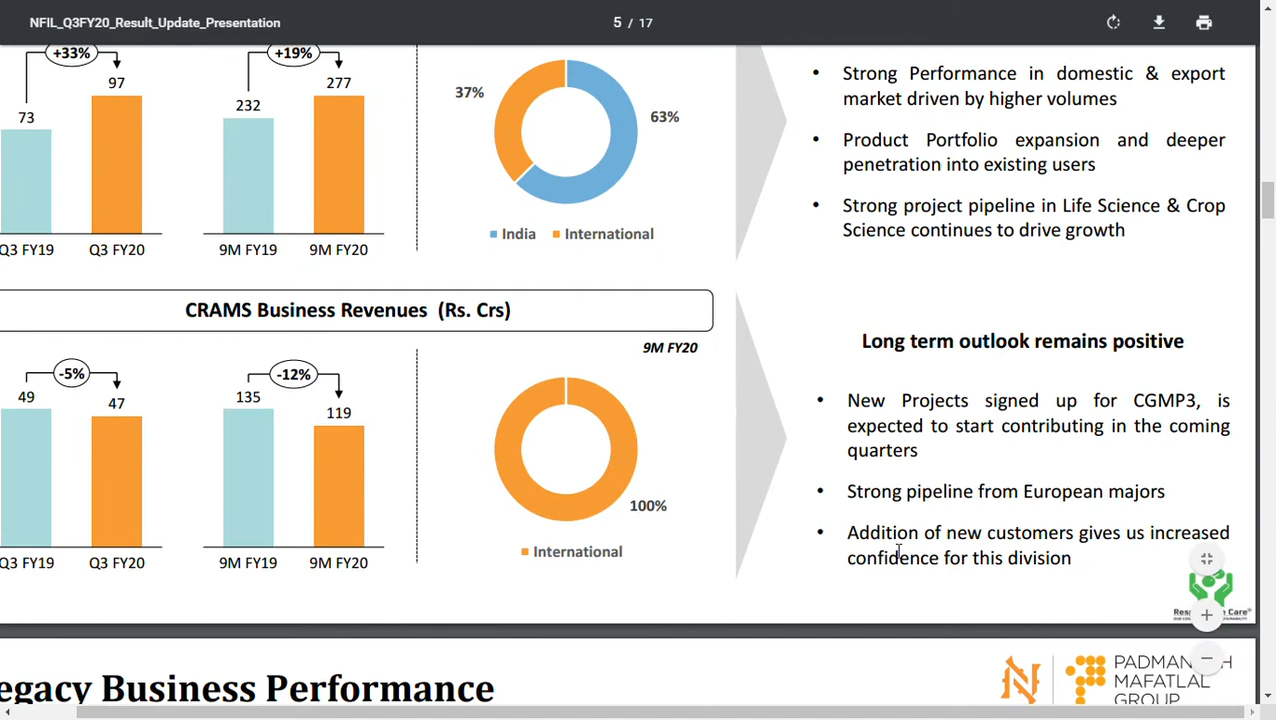 NFIL_Q3FY20_Result_Update_Presentation
5 / 17
+33%
+19%
73
97
232
277
Q3 FY19
Q3 FY20
9M FY19
9M FY20
37%
63%
India
International
• Strong Performance in domestic & export
market driven by higher volumes
• Product Portfolio expansion and deeper
penetration into existing users
• Strong project pipeline in Life Science & Crop
Science continues to drive growth
CRAMS Business Revenues (Rs. Crs)
9M FY20
-5%
-12%
49
47
135
119
Q3 FY19
Q3 FY20
9M FY19
9M FY20
100%
International
Long term outlook remains positive
• New Projects signed up for CGMP3, is
expected to start contributing in the coming
quarters
• Strong pipeline from European majors
• Addition of new customers gives us increased
confidence for this division
Care®
egacy Business Performance
MAFATLAL
GROUP